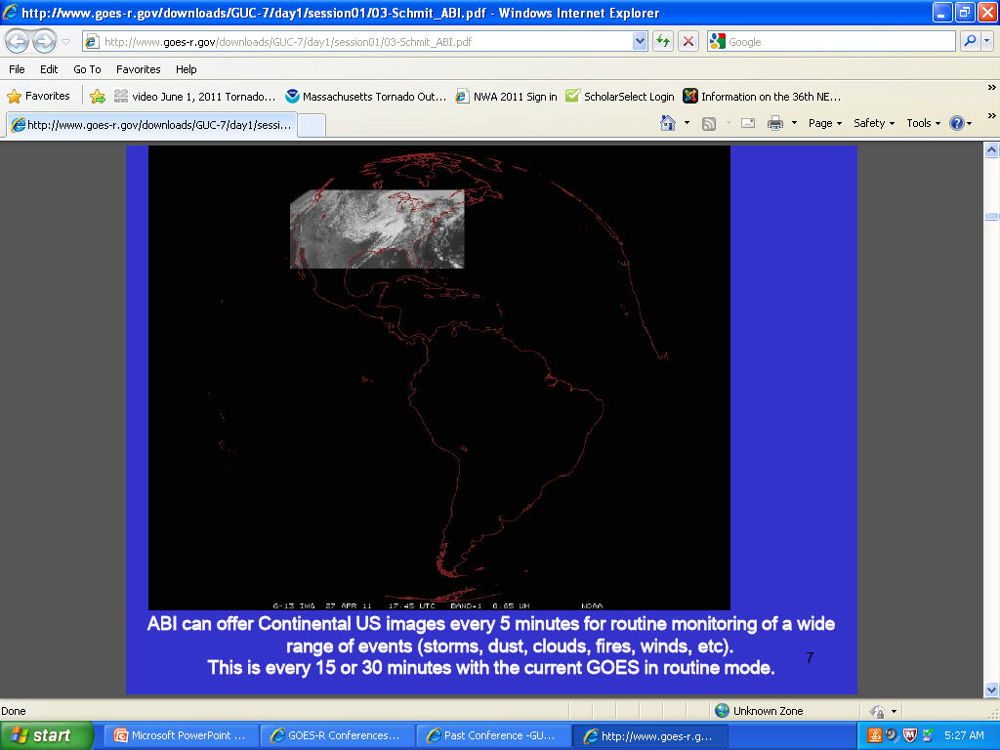 http://www.goes-r.gov/downloads/GUC-7/day1/session01/03-Schmit_ABI.pdf - Windows Internet Explorer
http://www.goes-r.gov/downloads/GUC-7/day1/session01/03-Schmit_ABI.pdf
Google
File Edit Go To Favorites Help
Favorites
22 NEWS
video June 1, 2011 Tornado...
Massachusetts Tornado Out...
NWA 2011 Sign in
ScholarSelect Login
Information on the 36th NE...
http://www.goes-r.gov/downloads/GUC-7/day1/sessi...
Page Safety Tools
G-13 IMG 27 APR 11 17:45 UTC BAND=1 0.65 UM NOAA
ABI can offer Continental US images every 5 minutes for routine monitoring of a wide
range of events (storms, dust, clouds, fires, winds, etc).
7
This is every 15 or 30 minutes with the current GOES in routine mode.
Done
Unknown Zone
start
Microsoft PowerPoint ...
GOES-R Conferences...
Past Conference -GU...
http://www.goes-r.g...
5:27 AM